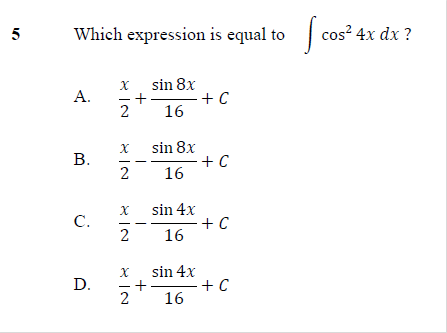 5 Which expression is equal to ∫ cos² 4x dx ?
A. x/2 + sin 8x/16 + C
B. x/2 − sin 8x/16 + C
C. x/2 − sin 4x/16 + C
D. x/2 + sin 4x/16 + C